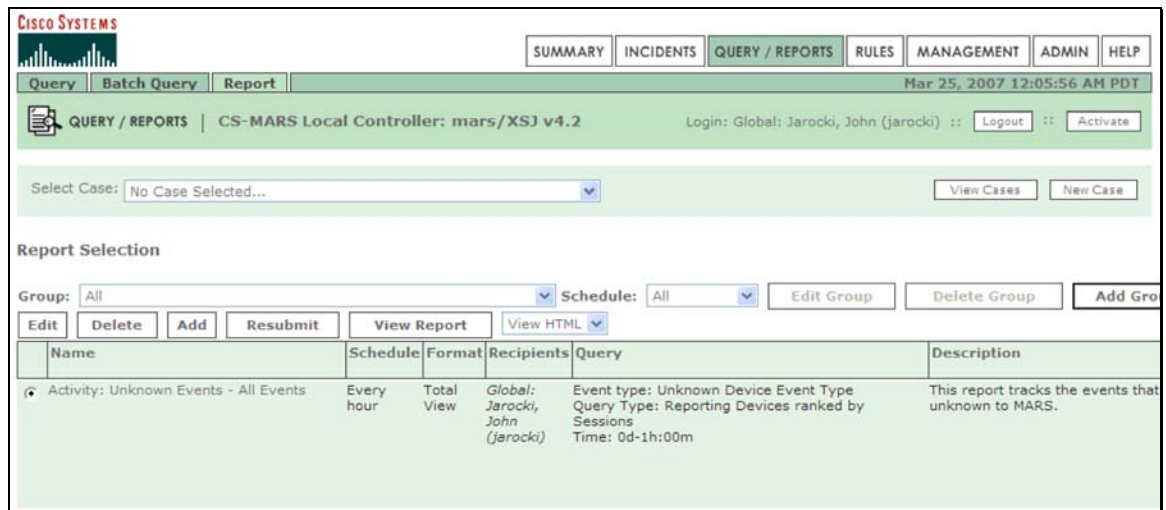 CISCO SYSTEMS
SUMMARY INCIDENTS QUERY / REPORTS RULES MANAGEMENT ADMIN HELP
Query Batch Query Report Mar 25, 2007 12:05:56 AM PDT
QUERY / REPORTS | CS-MARS Local Controller: mars/XSJ v4.2 Login: Global: Jarocki, John (jarocki) :: Logout :: Activate
Select Case: No Case Selected... View Cases New Case
Report Selection
Group: All Schedule: All Edit Group Delete Group Add Gro
Edit Delete Add Resubmit View Report View HTML
Name Schedule Format Recipients Query Description
Activity: Unknown Events - All Events Every Total Global: Event type: Unknown Device Event Type This report tracks the events that
hour View Jarocki, Query Type: Reporting Devices ranked by unknown to MARS.
John Sessions
(jarocki) Time: 0d-1h:00m